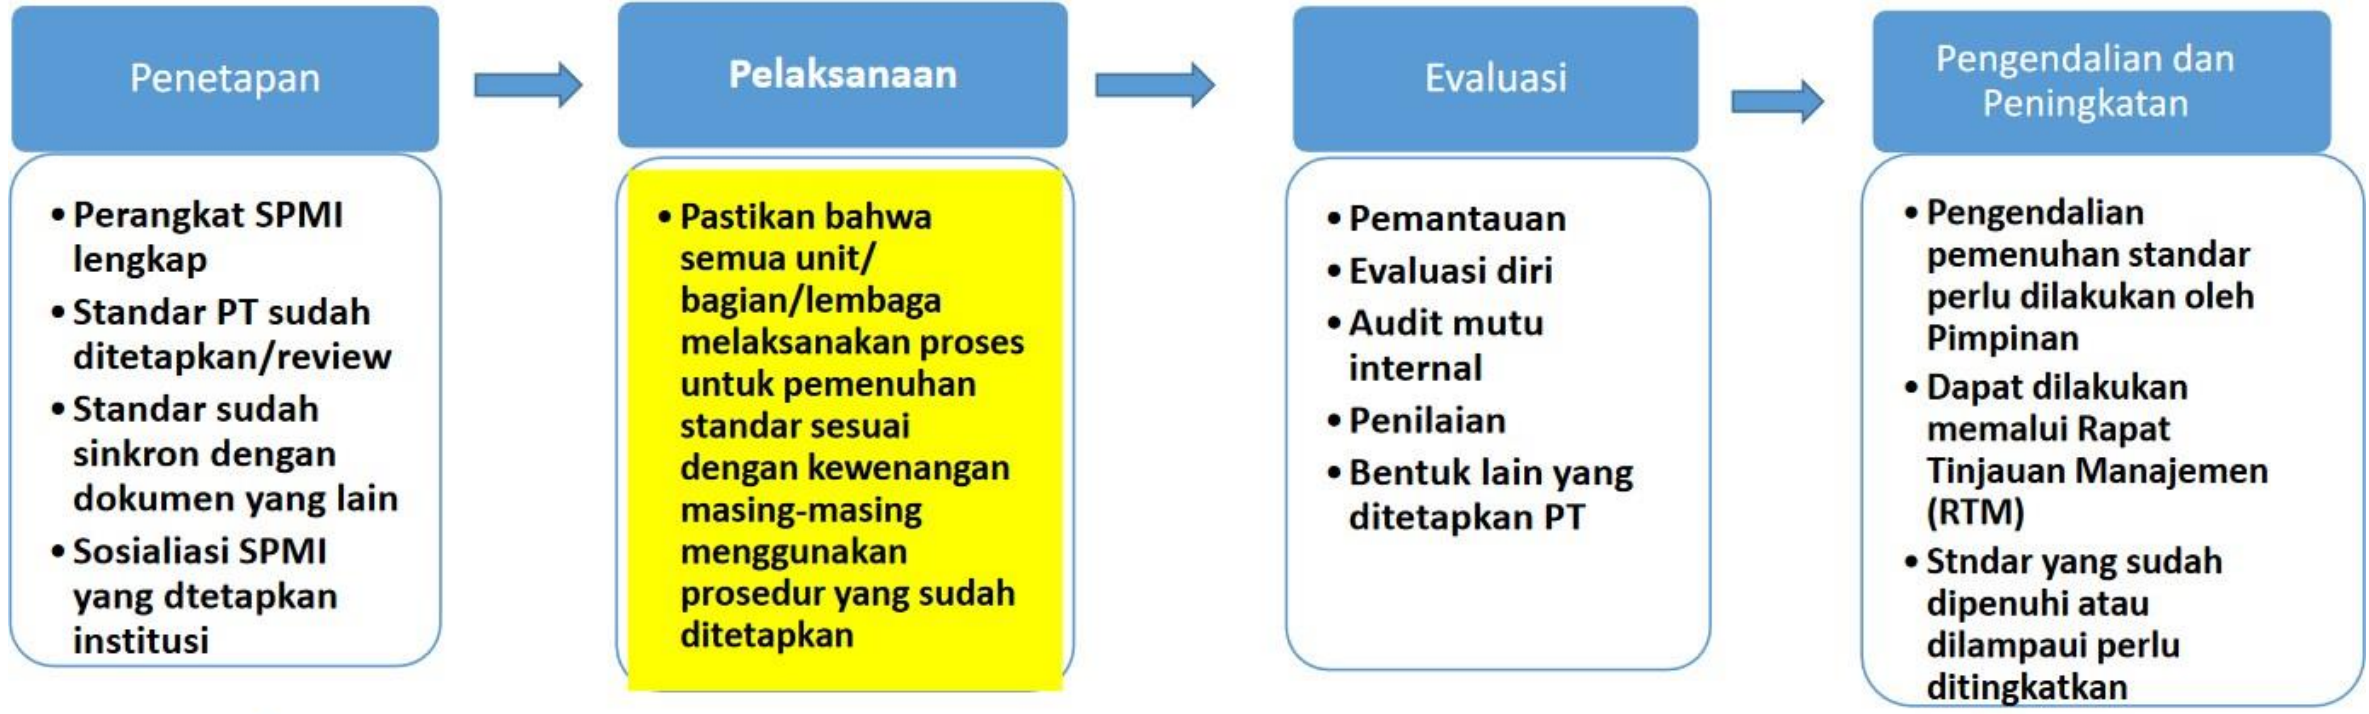 Penetapan
• Perangkat SPMI
lengkap
• Standar PT sudah
ditetapkan/review
• Standar sudah
sinkron dengan
dokumen yang lain
• Sosialiasi SPMI
yang dtetapkan
institusi
Pelaksanaan
• Pastikan bahwa
semua unit/
bagian/lembaga
melaksanakan proses
untuk pemenuhan
standar sesuai
dengan kewenangan
masing-masing
menggunakan
prosedur yang sudah
ditetapkan
Evaluasi
• Pemantauan
• Evaluasi diri
• Audit mutu
internal
• Penilaian
• Bentuk lain yang
ditetapkan PT
Pengendalian dan
Peningkatan
• Pengendalian
pemenuhan standar
perlu dilakukan oleh
Pimpinan
• Dapat dilakukan
memalui Rapat
Tinjauan Manajemen
(RTM)
• Stndar yang sudah
dipenuhi atau
dilampaui perlu
ditingkatkan